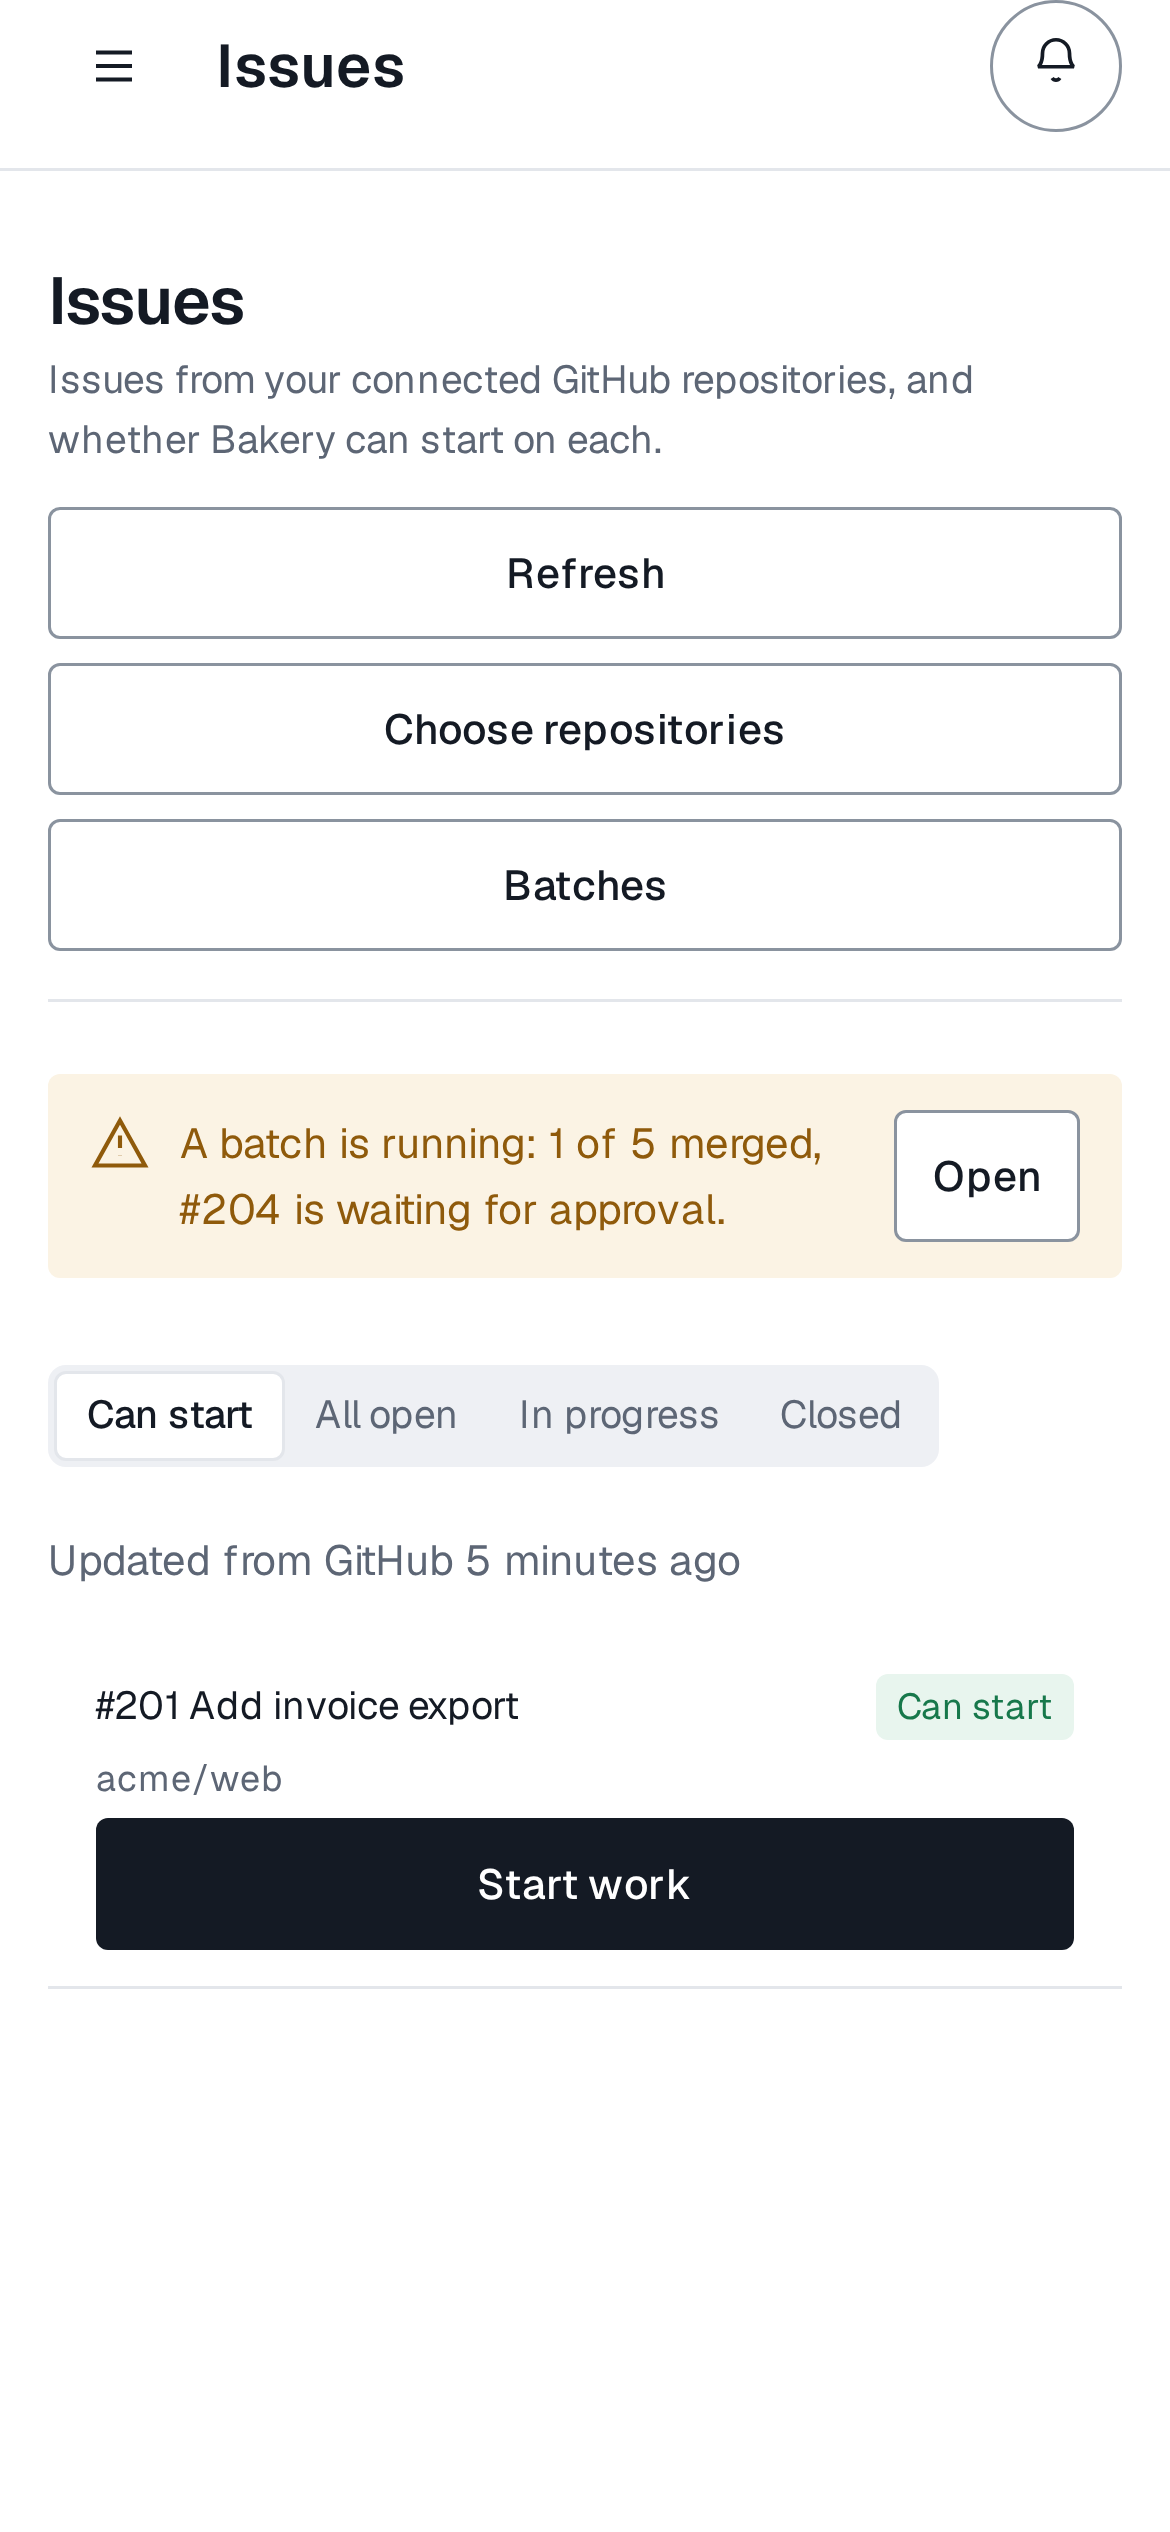 Issues
Issues
Issues from your connected GitHub repositories, and
whether Bakery can start on each.
Refresh
Choose repositories
Batches
A batch is running: 1 of 5 merged,
#204 is waiting for approval.
Open
Can start
All open
In progress
Closed
Updated from GitHub 5 minutes ago
#201 Add invoice export
Can start
acme/web
Start work